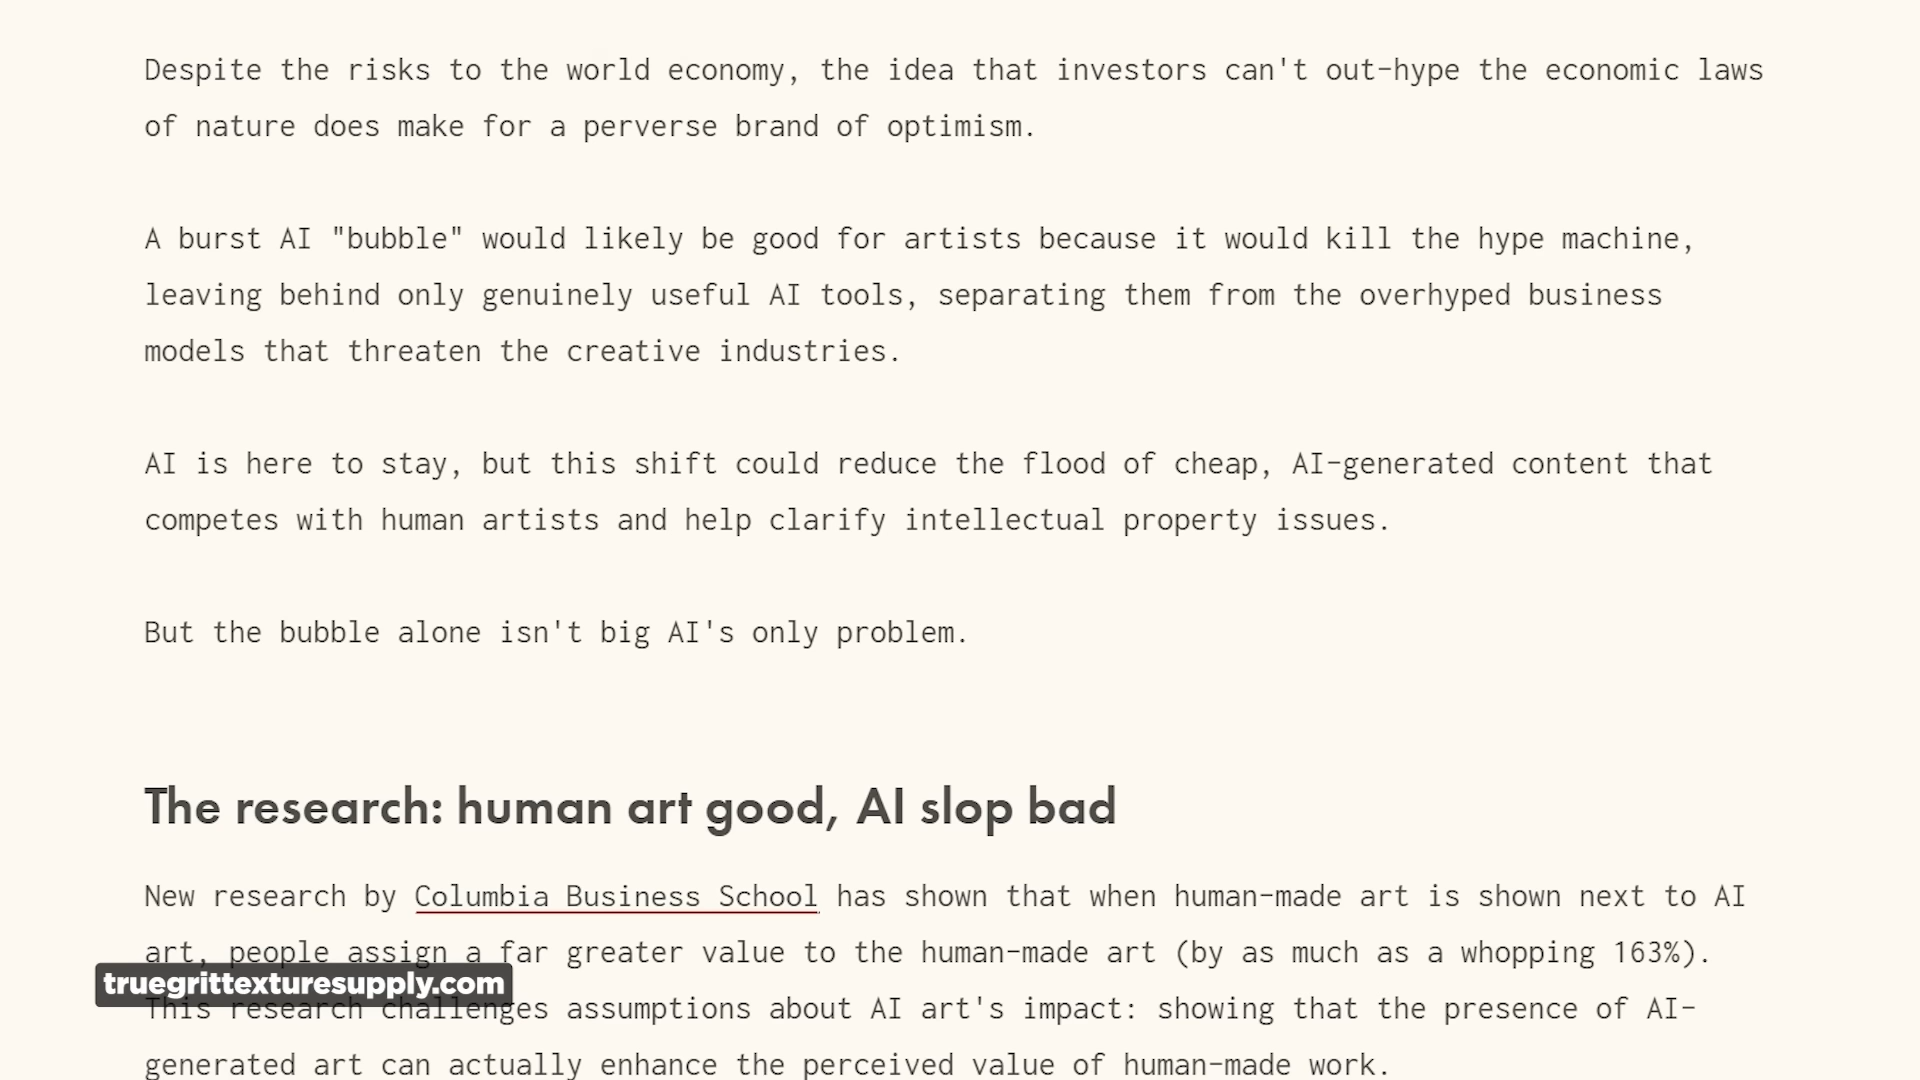 Despite the risks to the world economy, the idea that investors can't out-hype the economic laws
of nature does make for a perverse brand of optimism.
A burst AI "bubble" would likely be good for artists because it would kill the hype machine,
leaving behind only genuinely useful AI tools, separating them from the overhyped business
models that threaten the creative industries.
AI is here to stay, but this shift could reduce the flood of cheap, AI-generated content that
competes with human artists and help clarify intellectual property issues.
But the bubble alone isn't big AI's only problem.
The research: human art good, AI slop bad
New research by Columbia Business School has shown that when human-made art is shown next to AI
art, people assign a far greater value to the human-made art (by as much as a whopping 163%).
truegrittexturesupply.com
This research challenges assumptions about AI art's impact: showing that the presence of AI-
generated art can actually enhance the perceived value of human-made work.